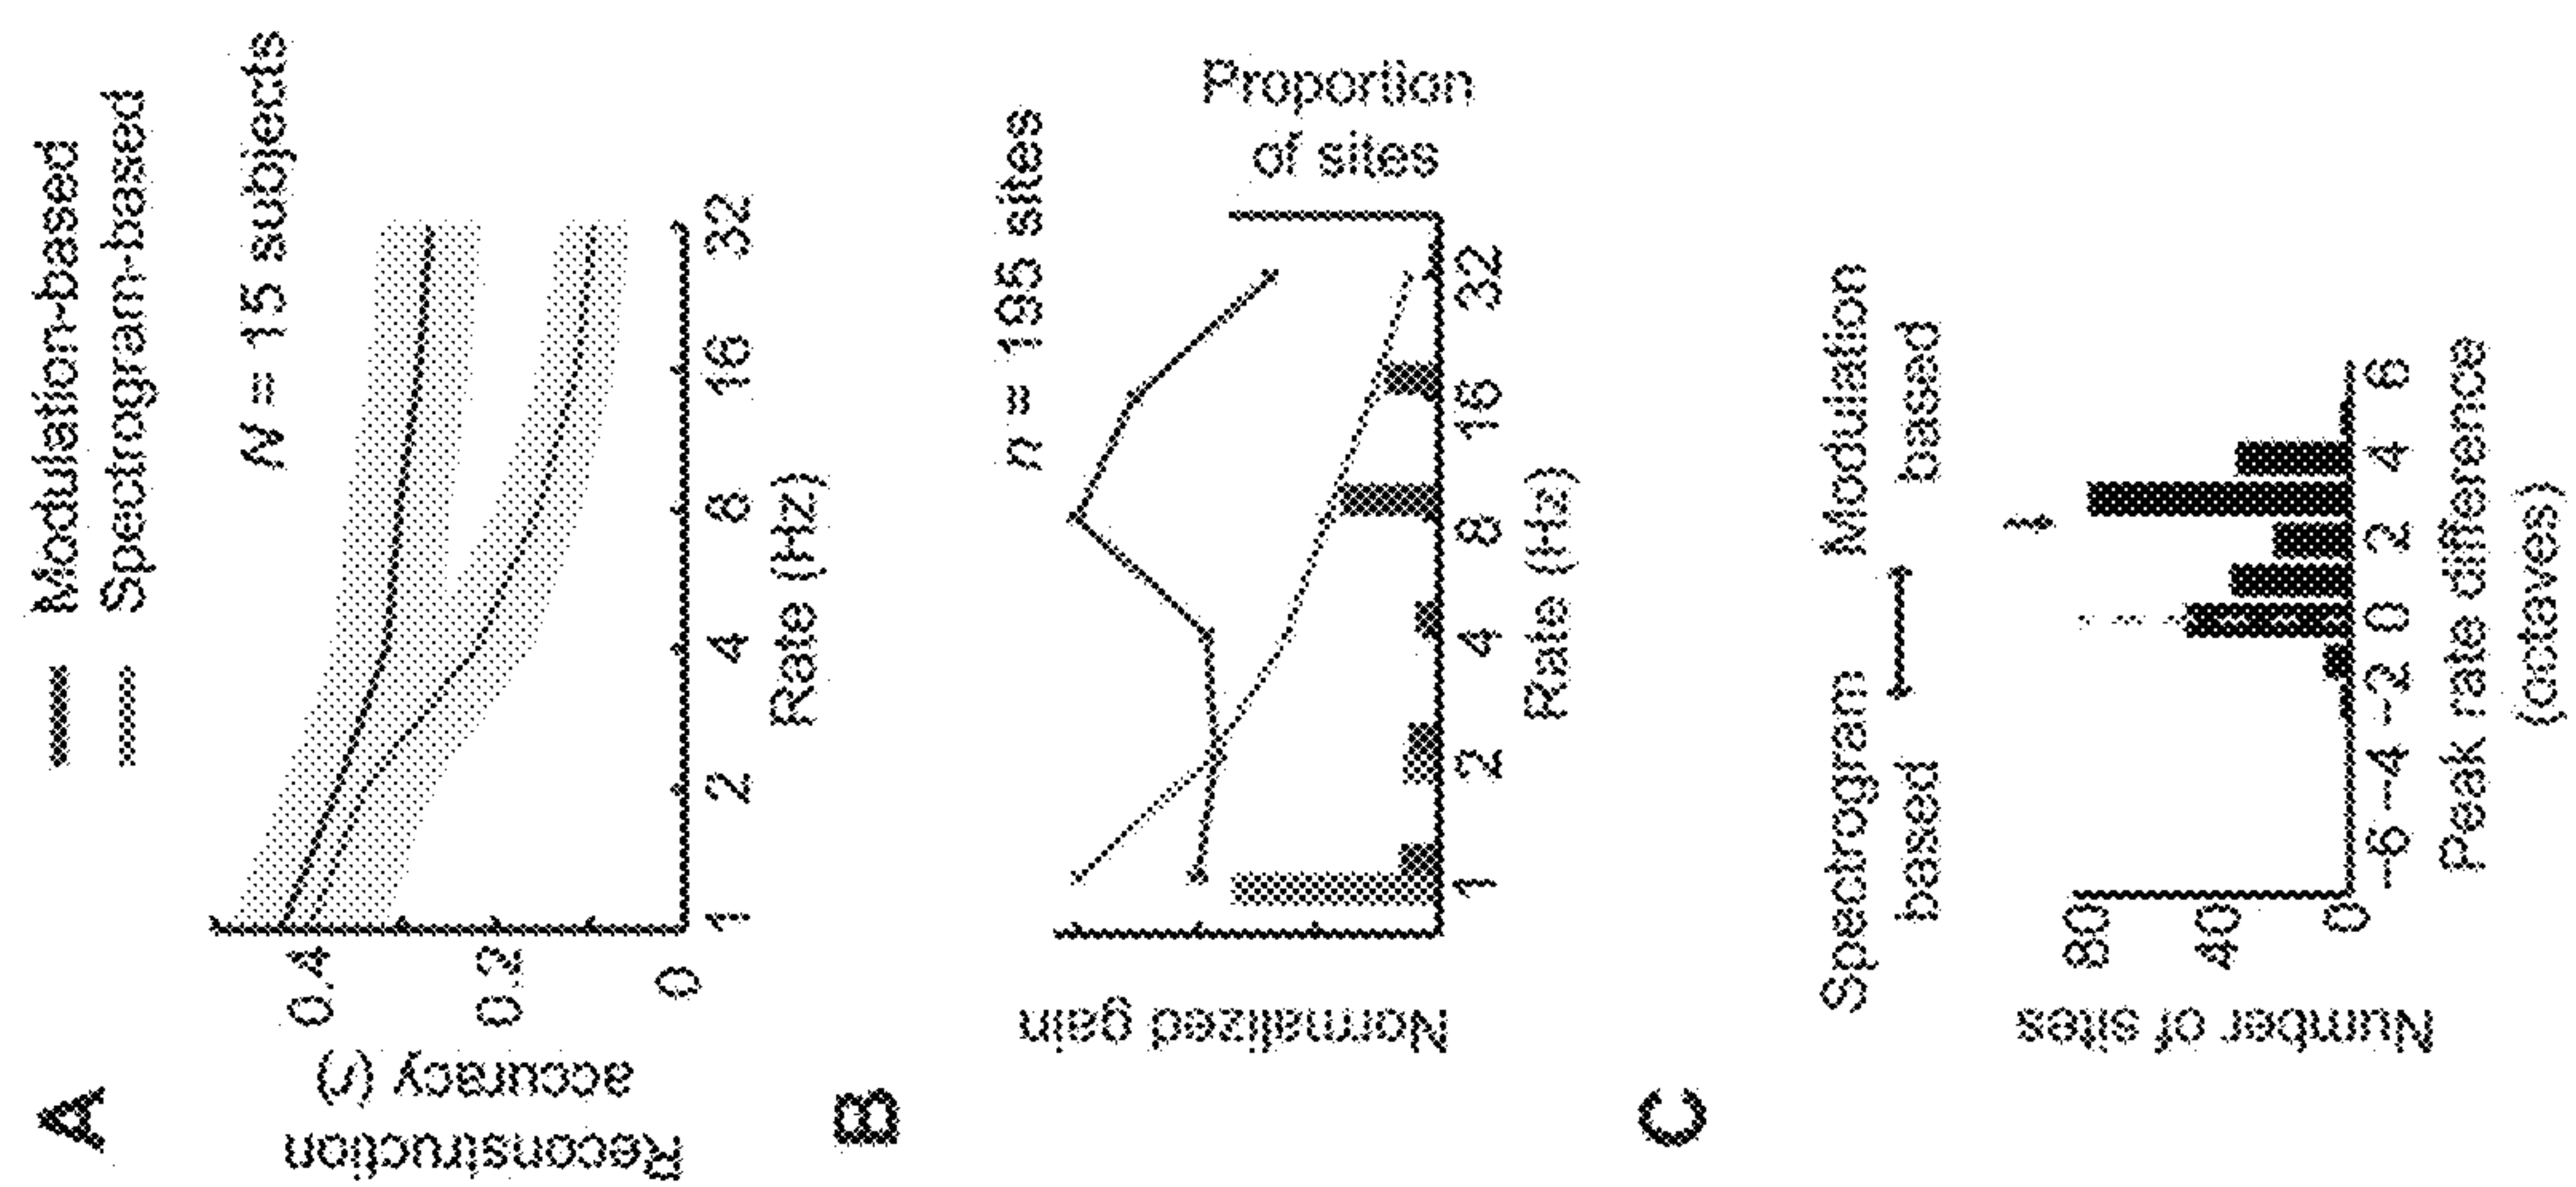 A
Modulation-based
Spectrogram-based
N = 15 subjects
Reconstruction
accuracy (r)
0.4
0.2
0
1 2 4 8 16 32
Rate (Hz)
B
n = 195 sites
Normalized gain
Proportion
of sites
1 2 4 8 16 32
Rate (Hz)
C
Spectrogram Modulation
based based
Number of sites
80
40
0
-6 -4 -2 0 2 4 6
Peak rate difference
(octaves)